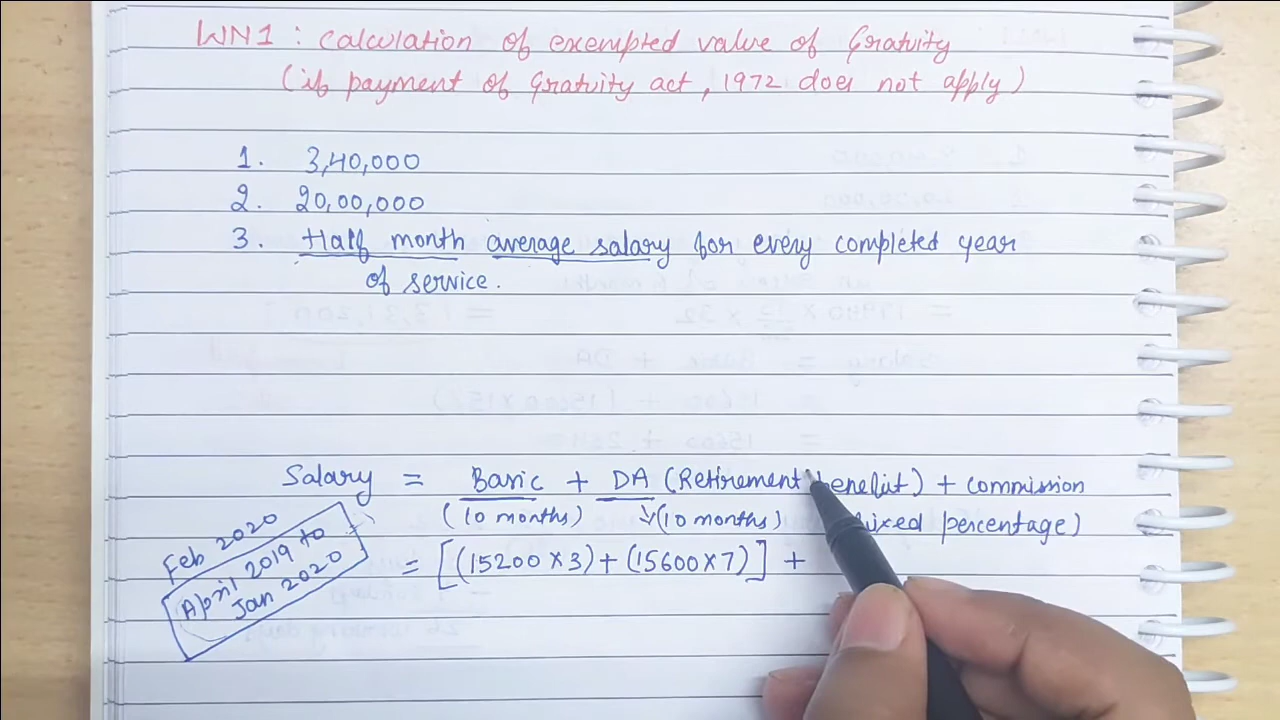 WN1 : Calculation of exempted value of Gratuity
(if payment of Gratuity act, 1972 does not apply)
1. 3,40,000
2. 20,00,000
3. Half month average salary for every completed year
of service.
Salary = Basic + DA (Retirement benefit) + commission
(10 months) (10 months) fixed percentage)
Feb 2020
April 2019 to
Jan 2020
= [(15200 × 3) + (15600 × 7)] +